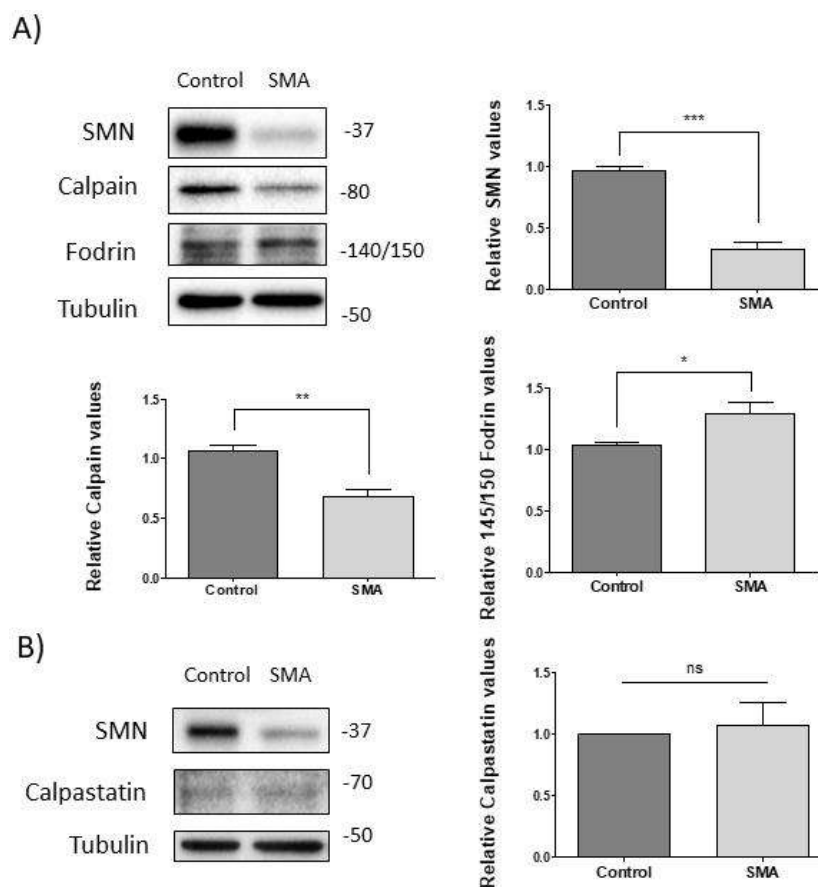 A)
Control SMA
SMN -37
Calpain -80
Fodrin -140/150
Tubulin -50
Relative SMN values
1.5
1.0
0.5
0.0
***
Control SMA
Relative Calpain values
1.5
1.0
0.5
0.0
**
Control SMA
Relative 145/150 Fodrin values
1.5
1.0
0.5
0.0
*
Control SMA
B)
Control SMA
SMN -37
Calpastatin -70
Tubulin -50
Relative Calpastatin values
1.5
1.0
0.5
0.0
ns
Control SMA